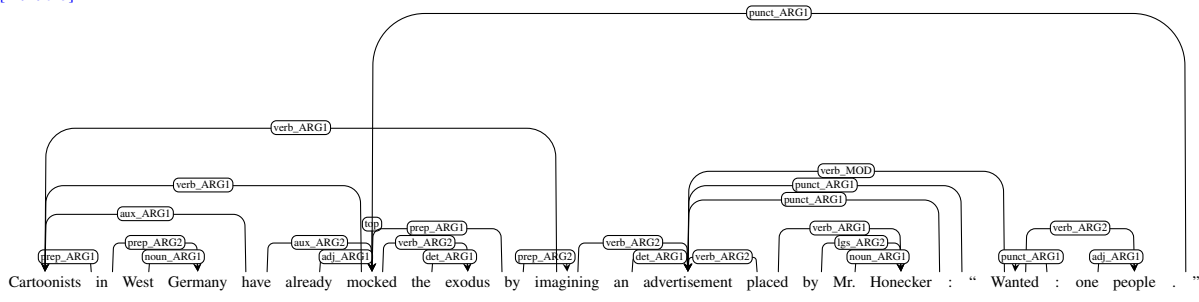 punct_ARG1
verb_ARG1
verb_MOD
verb_ARG1 punct_ARG1
punct_ARG1
aux_ARG1 top prep_ARG1 verb_ARG1 verb_ARG2
prep_ARG2 aux_ARG2 verb_ARG2 verb_ARG2 lgs_ARG2
prep_ARG1 noun_ARG1 adj_ARG1 det_ARG1 prep_ARG2 det_ARG1 verb_ARG2 noun_ARG1 punct_ARG1 adj_ARG1
Cartoonists in West Germany have already mocked the exodus by imagining an advertisement placed by Mr. Honecker : “ Wanted : one people . ”